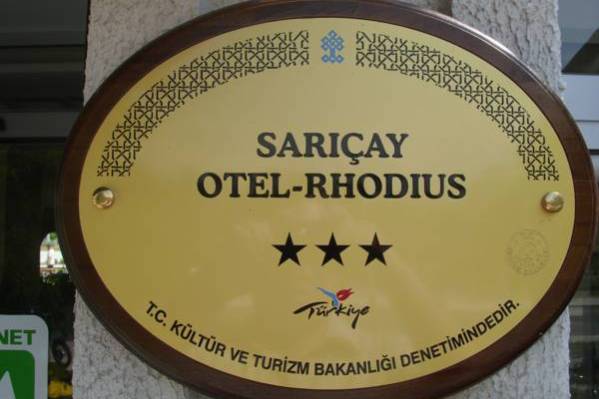 SARIÇAY
OTEL-RHODIUS
Türkiye
T.C. KÜLTÜR VE TURİZM BAKANLIĞI DENETİMİNDEDİR.
NET